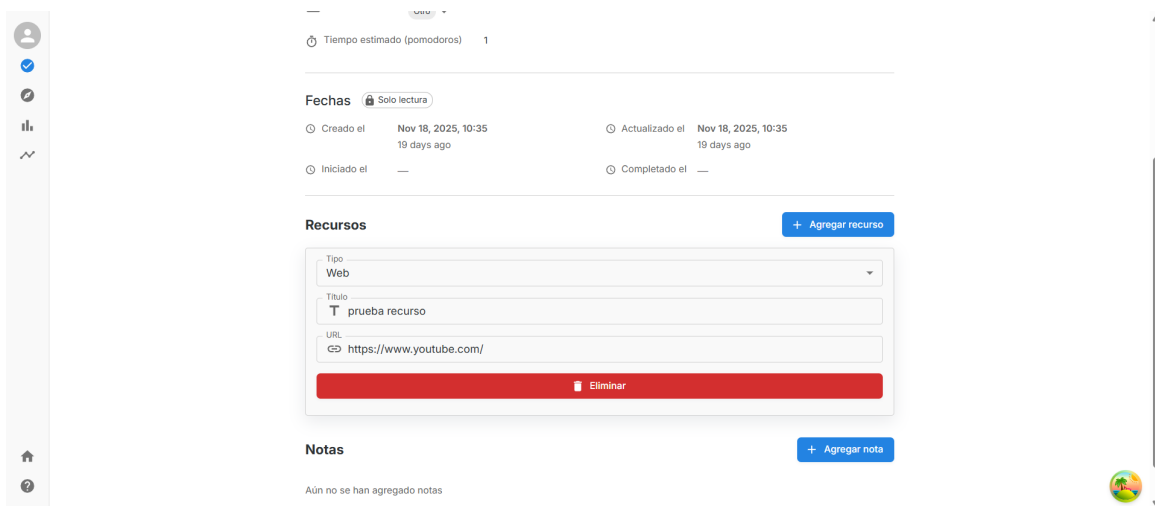 Otro
Tiempo estimado (pomodoros) 1
Fechas Solo lectura
Creado el Nov 18, 2025, 10:35 Actualizado el Nov 18, 2025, 10:35
19 days ago 19 days ago
Iniciado el — Completado el —
Recursos + Agregar recurso
Tipo
Web
Título
prueba recurso
URL
https://www.youtube.com/
Eliminar
Notas + Agregar nota
Aún no se han agregado notas